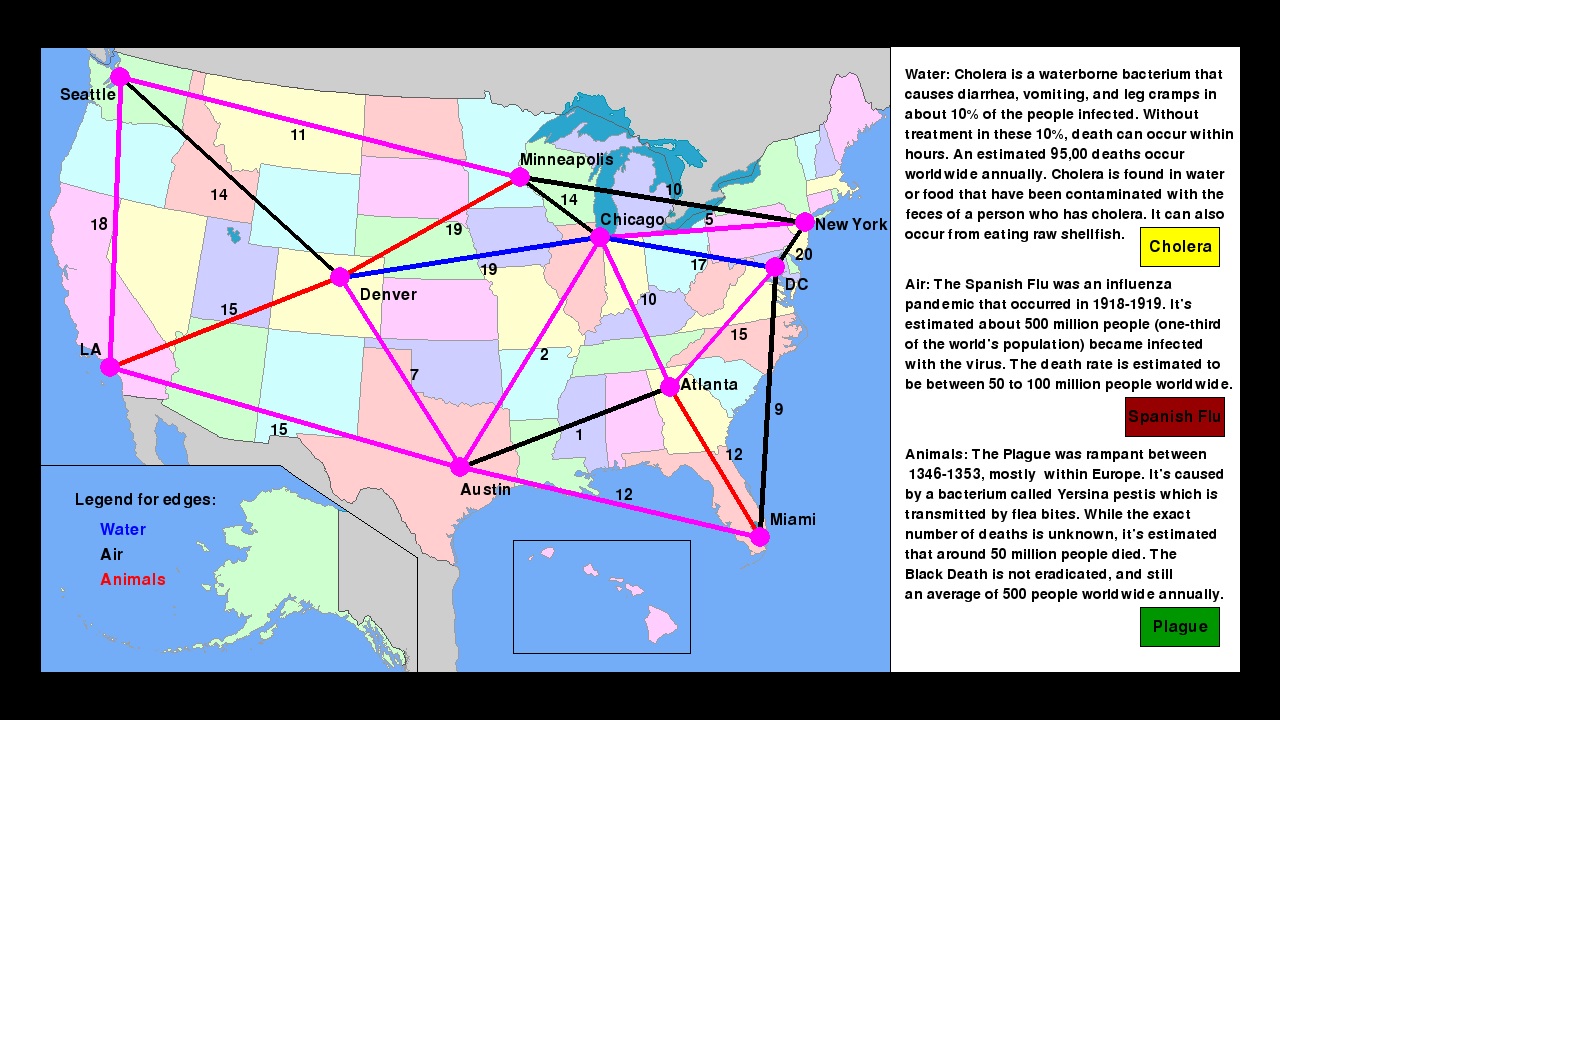 Seattle
11
Minneapolis
14
10
14
Chicago
5
18
19
New York
20
19
17
DC
Denver
10
15
15
LA
2
7
Atlanta
9
15
1
12
Austin
12
Miami
Legend for edges:
Water
Air
Animals
Water: Cholera is a waterborne bacterium that
causes diarrhea, vomiting, and leg cramps in
about 10% of the people infected. Without
treatment in these 10%, death can occur within
hours. An estimated 95,00 deaths occur
worldwide annually. Cholera is found in water
or food that have been contaminated with the
feces of a person who has cholera. It can also
occur from eating raw shellfish.
Cholera
Air: The Spanish Flu was an influenza
pandemic that occurred in 1918-1919. It's
estimated about 500 million people (one-third
of the world's population) became infected
with the virus. The death rate is estimated to
be between 50 to 100 million people worldwide.
Spanish Flu
Animals: The Plague was rampant between
1346-1353, mostly within Europe. It's caused
by a bacterium called Yersina pestis which is
transmitted by flea bites. While the exact
number of deaths is unknown, it's estimated
that around 50 million people died. The
Black Death is not eradicated, and still
an average of 500 people worldwide annually.
Plague